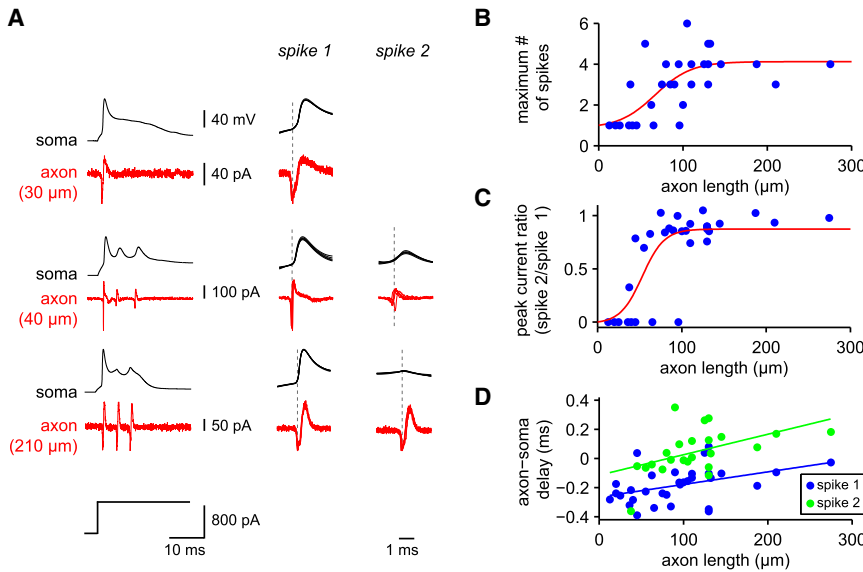 A
spike 1
spike 2
soma
40 mV
axon
(30 µm)
40 pA
soma
axon
(40 µm)
100 pA
soma
axon
(210 µm)
50 pA
800 pA
10 ms
1 ms
B
maximum #
of spikes
6
4
2
0
0
100
200
300
axon length (µm)
C
peak current ratio
(spike 2/spike 1)
1
0.5
0
0
100
200
300
axon length (µm)
D
axon−soma
delay (ms)
0.4
0.2
0
−0.2
−0.4
0
100
200
300
axon length (µm)
spike 1
spike 2